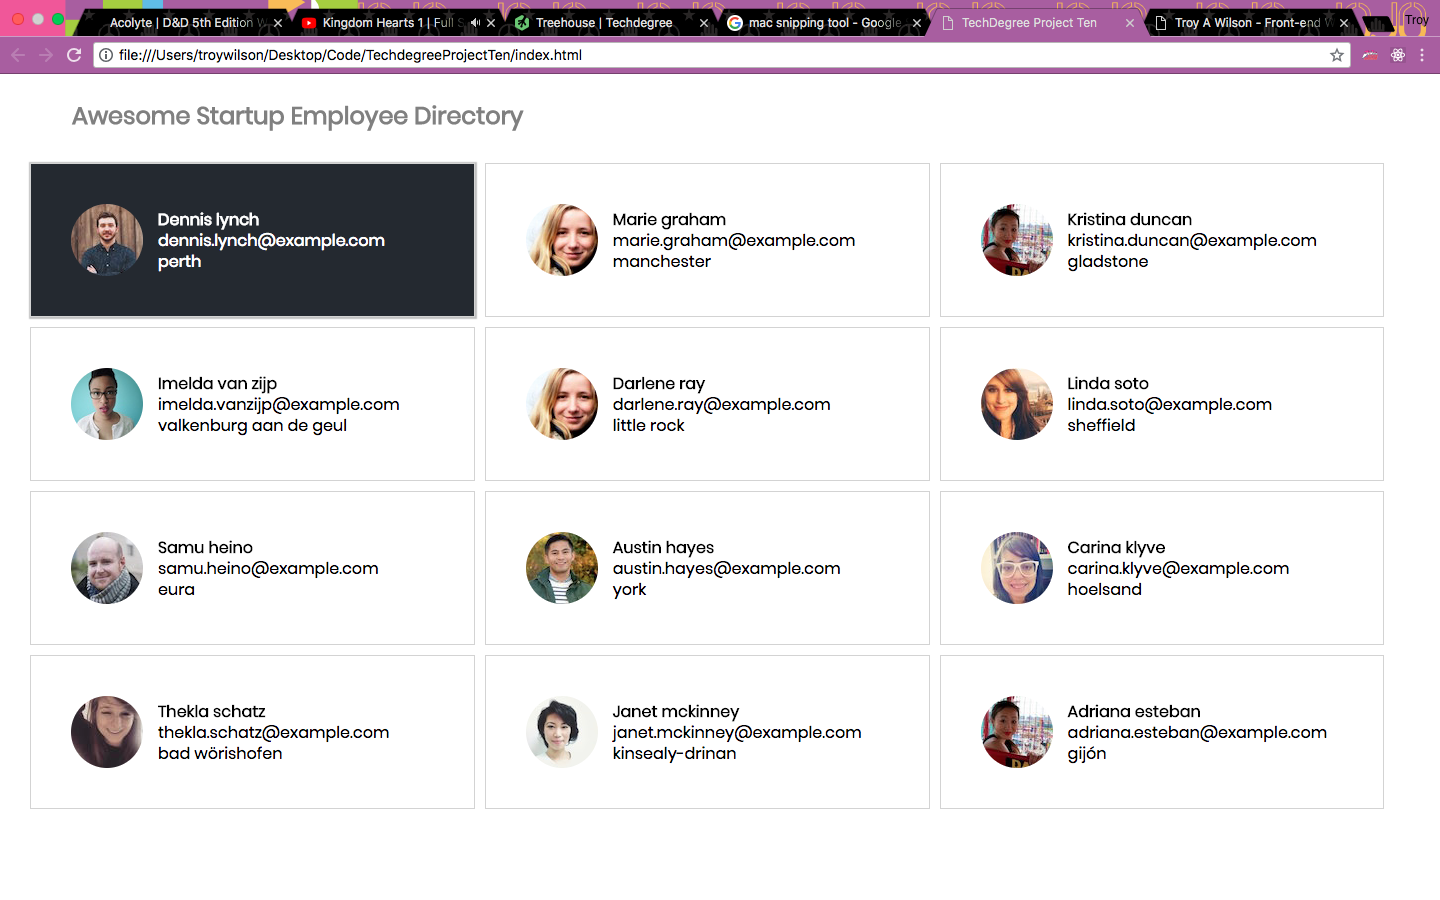 Acolyte | D&D 5th Edition
Kingdom Hearts 1 | Full
Treehouse | Techdegree
mac snipping tool - Google
TechDegree Project Ten
Troy A Wilson - Front-end
Troy
file:///Users/troywilson/Desktop/Code/TechdegreeProjectTen/index.html
Awesome Startup Employee Directory
Dennis lynch
dennis.lynch@example.com
perth
Marie graham
marie.graham@example.com
manchester
Kristina duncan
kristina.duncan@example.com
gladstone
Imelda van zijp
imelda.vanzijp@example.com
valkenburg aan de geul
Darlene ray
darlene.ray@example.com
little rock
Linda soto
linda.soto@example.com
sheffield
Samu heino
samu.heino@example.com
eura
Austin hayes
austin.hayes@example.com
york
Carina klyve
carina.klyve@example.com
hoelsand
Thekla schatz
thekla.schatz@example.com
bad wörishofen
Janet mckinney
janet.mckinney@example.com
kinsealy-drinan
Adriana esteban
adriana.esteban@example.com
gijón